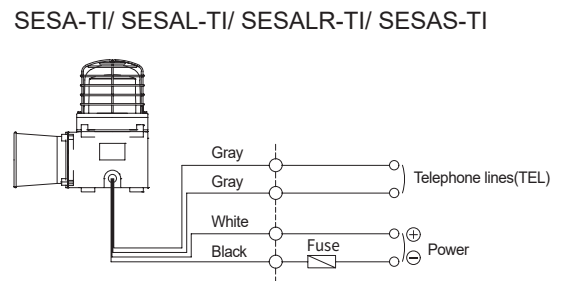 SESA-TI/ SESAL-TI/ SESALR-TI/ SESAS-TI
Gray
Gray
Telephone lines(TEL)
White
Black
Fuse
+
Power
−